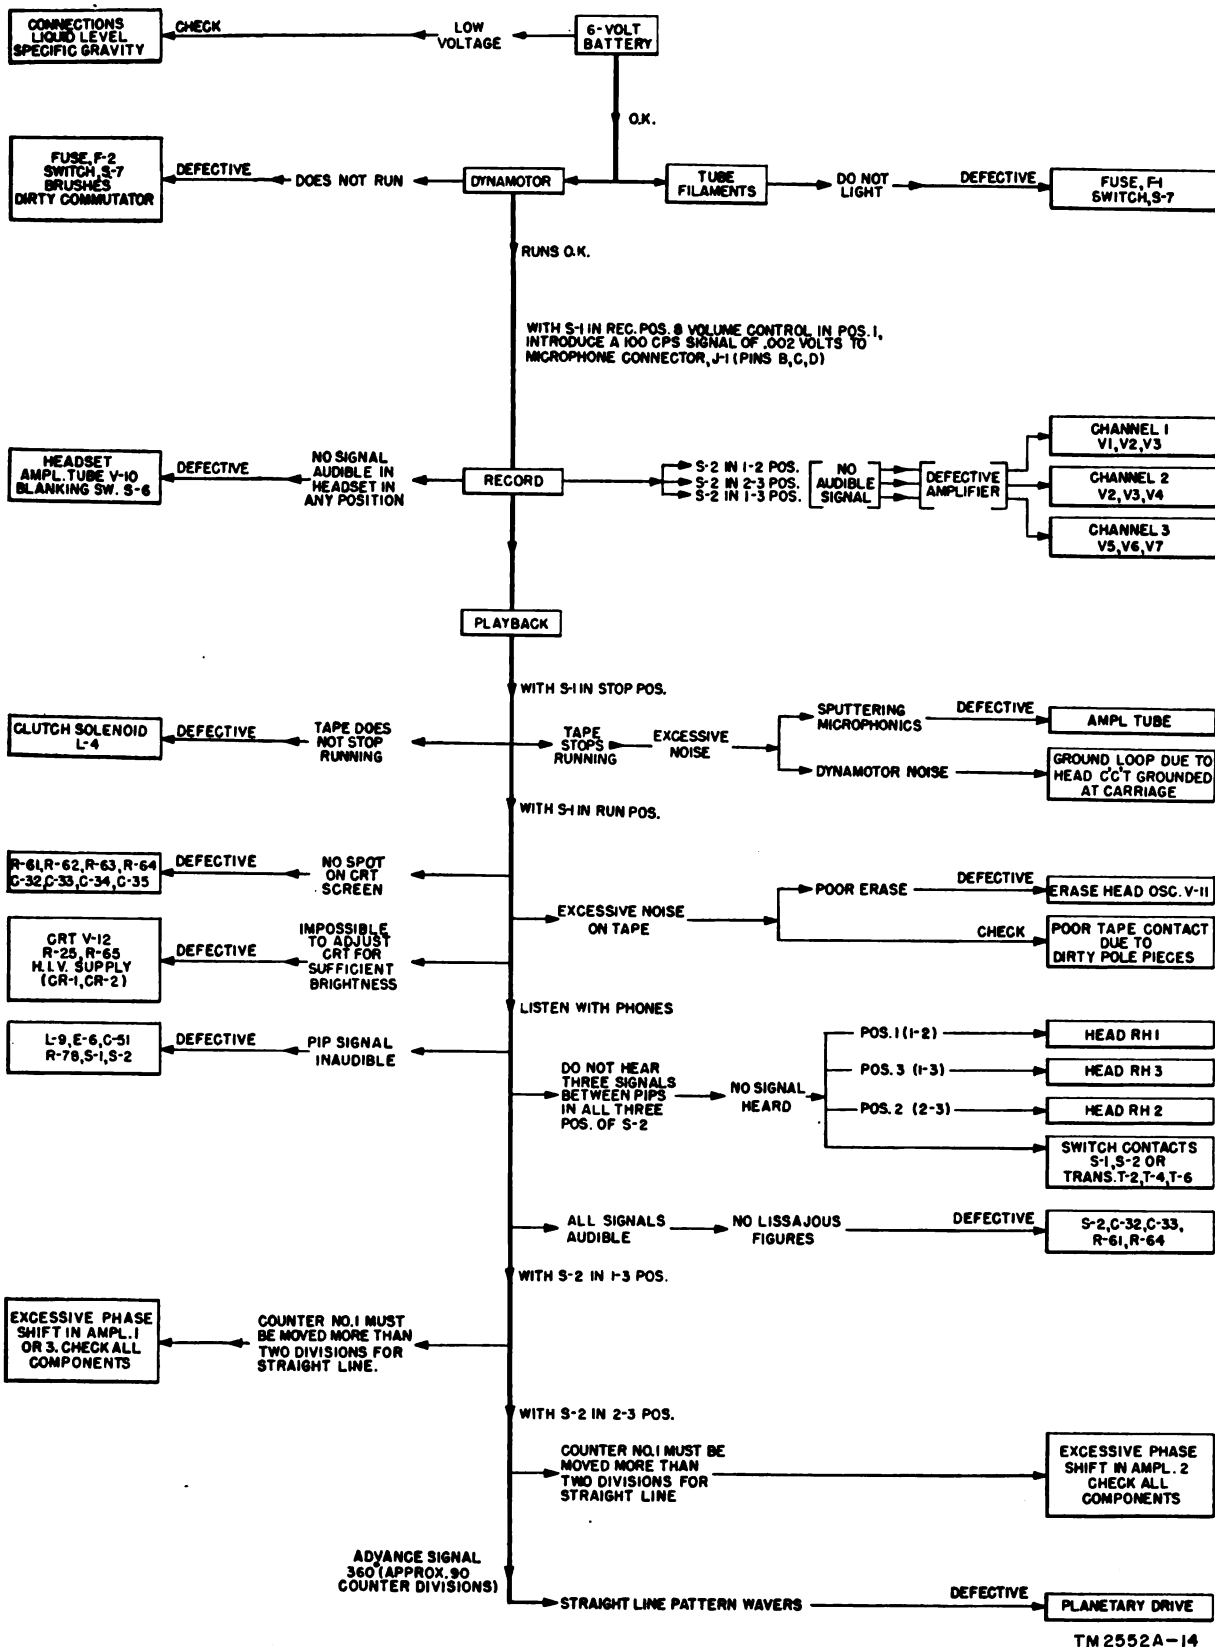 CONNECTIONS
LIQUID LEVEL
SPECIFIC GRAVITY
CHECK
LOW
VOLTAGE
6-VOLT
BATTERY
O.K.
FUSE, F-2
SWITCH, S-7
BRUSHES
DIRTY COMMUTATOR
DEFECTIVE
DOES NOT RUN
DYNAMOTOR
TUBE
FILAMENTS
DO NOT
LIGHT
DEFECTIVE
FUSE, F-1
SWITCH, S-7
RUNS O.K.
WITH S-1 IN REC. POS. & VOLUME CONTROL IN POS. 1,
INTRODUCE A 100 CPS SIGNAL OF .002 VOLTS TO
MICROPHONE CONNECTOR, J-1 (PINS B,C,D)
HEADSET
AMPL. TUBE V-10
BLANKING SW. S-6
DEFECTIVE
NO SIGNAL
AUDIBLE IN
HEADSET IN
ANY POSITION
RECORD
S-2 IN 1-2 POS.
S-2 IN 2-3 POS.
S-2 IN 1-3 POS.
NO
AUDIBLE
SIGNAL
DEFECTIVE
AMPLIFIER
CHANNEL 1
V1, V2, V3
CHANNEL 2
V2, V3, V4
CHANNEL 3
V5, V6, V7
PLAYBACK
WITH S-1 IN STOP POS.
CLUTCH SOLENOID
L-4
DEFECTIVE
TAPE DOES
NOT STOP
RUNNING
TAPE
STOPS
RUNNING
EXCESSIVE
NOISE
SPUTTERING
MICROPHONICS
DEFECTIVE
AMPL TUBE
DYNAMOTOR NOISE
GROUND LOOP DUE TO
HEAD C'C'T GROUNDED
AT CARRIAGE
WITH S-1 IN RUN POS.
R-61, R-62, R-63, R-64
C-32, C-33, C-34, C-35
DEFECTIVE
NO SPOT
ON CRT
SCREEN
EXCESSIVE NOISE
ON TAPE
POOR ERASE
DEFECTIVE
ERASE HEAD OSC. V-11
CHECK
POOR TAPE CONTACT
DUE TO
DIRTY POLE PIECES
CRT V-12
R-25, R-65
H.I.V. SUPPLY
(CR-1, CR-2)
DEFECTIVE
IMPOSSIBLE
TO ADJUST
CRT FOR
SUFFICIENT
BRIGHTNESS
LISTEN WITH PHONES
L-9, E-6, C-51
R-78, S-1, S-2
DEFECTIVE
PIP SIGNAL
INAUDIBLE
DO NOT HEAR
THREE SIGNALS
BETWEEN PIPS
IN ALL THREE
POS. OF S-2
NO SIGNAL
HEARD
POS. 1 (1-2)
HEAD RH 1
POS. 3 (1-3)
HEAD RH 3
POS. 2 (2-3)
HEAD RH 2
SWITCH CONTACTS
S-1, S-2 OR
TRANS. T-2, T-4, T-6
ALL SIGNALS
AUDIBLE
NO LISSAJOUS
FIGURES
DEFECTIVE
S-2, C-32, C-33,
R-61, R-64
WITH S-2 IN 1-3 POS.
EXCESSIVE PHASE
SHIFT IN AMPL. 1
OR 3. CHECK ALL
COMPONENTS
COUNTER NO. 1 MUST
BE MOVED MORE THAN
TWO DIVISIONS FOR
STRAIGHT LINE.
WITH S-2 IN 2-3 POS.
COUNTER NO. 1 MUST BE
MOVED MORE THAN
TWO DIVISIONS FOR
STRAIGHT LINE
EXCESSIVE PHASE
SHIFT IN AMPL. 2
CHECK ALL
COMPONENTS
ADVANCE SIGNAL
360° (APPROX. 90
COUNTER DIVISIONS)
STRAIGHT LINE PATTERN WAVERS
DEFECTIVE
PLANETARY DRIVE
TM 2552A-14